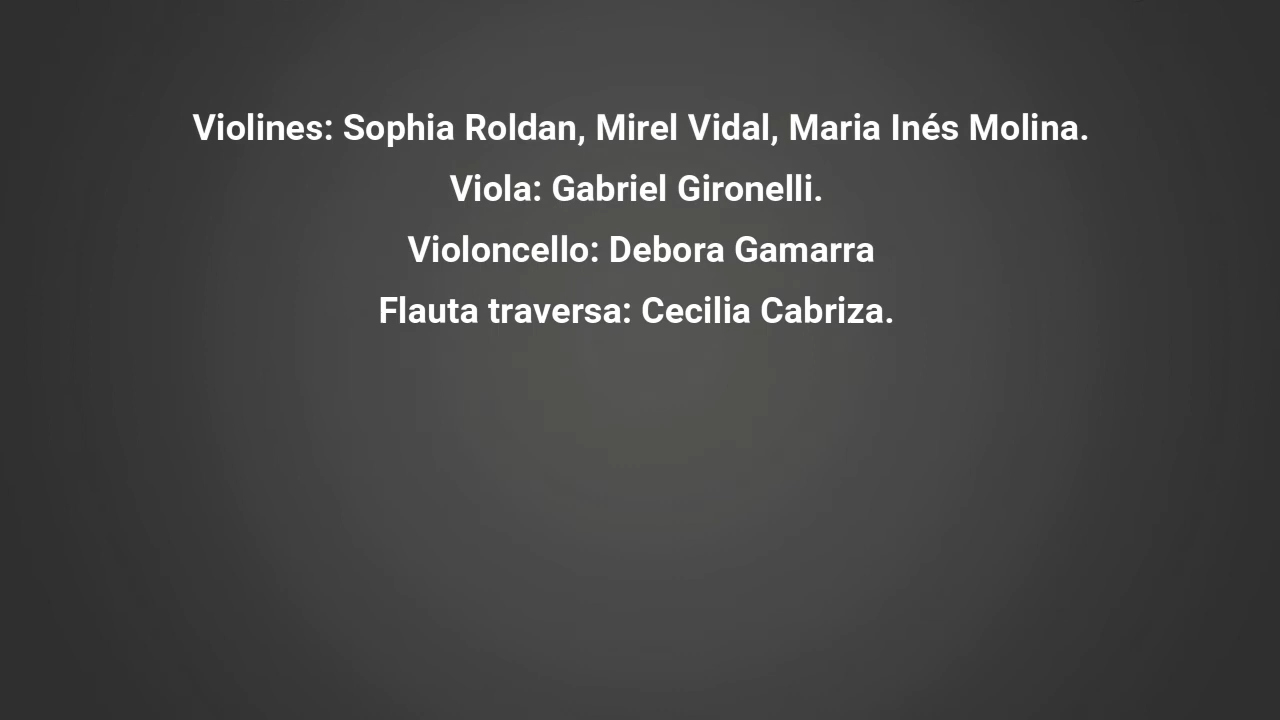 Violines: Sophia Roldan, Mirel Vidal, Maria Inés Molina.
Viola: Gabriel Gironelli.
Violoncello: Debora Gamarra
Flauta traversa: Cecilia Cabriza.